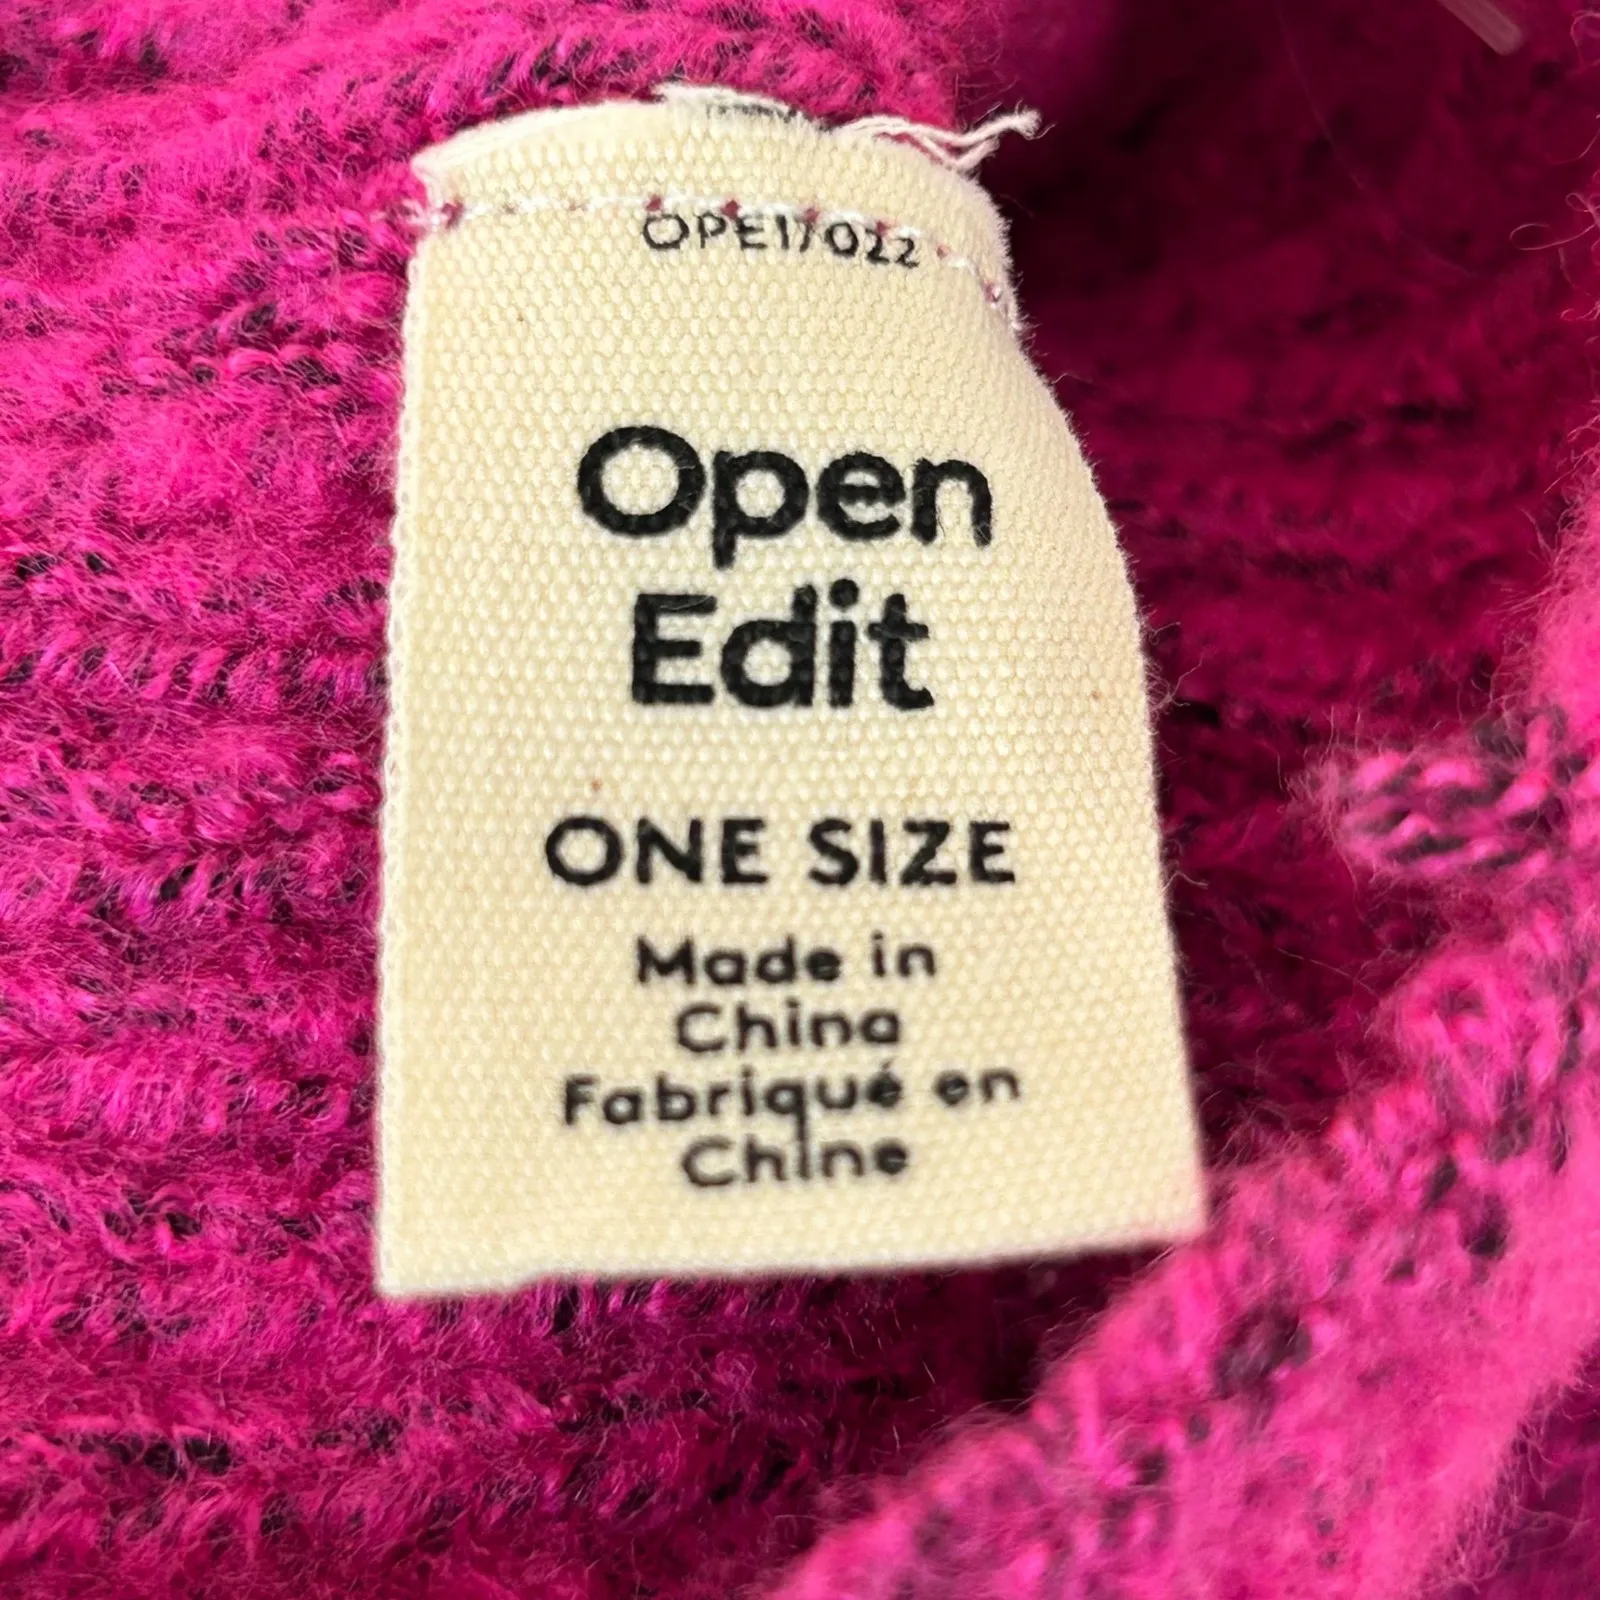 OPE17022
Open
Edit
ONE SIZE
Made in
China
Fabriqué en
Chine